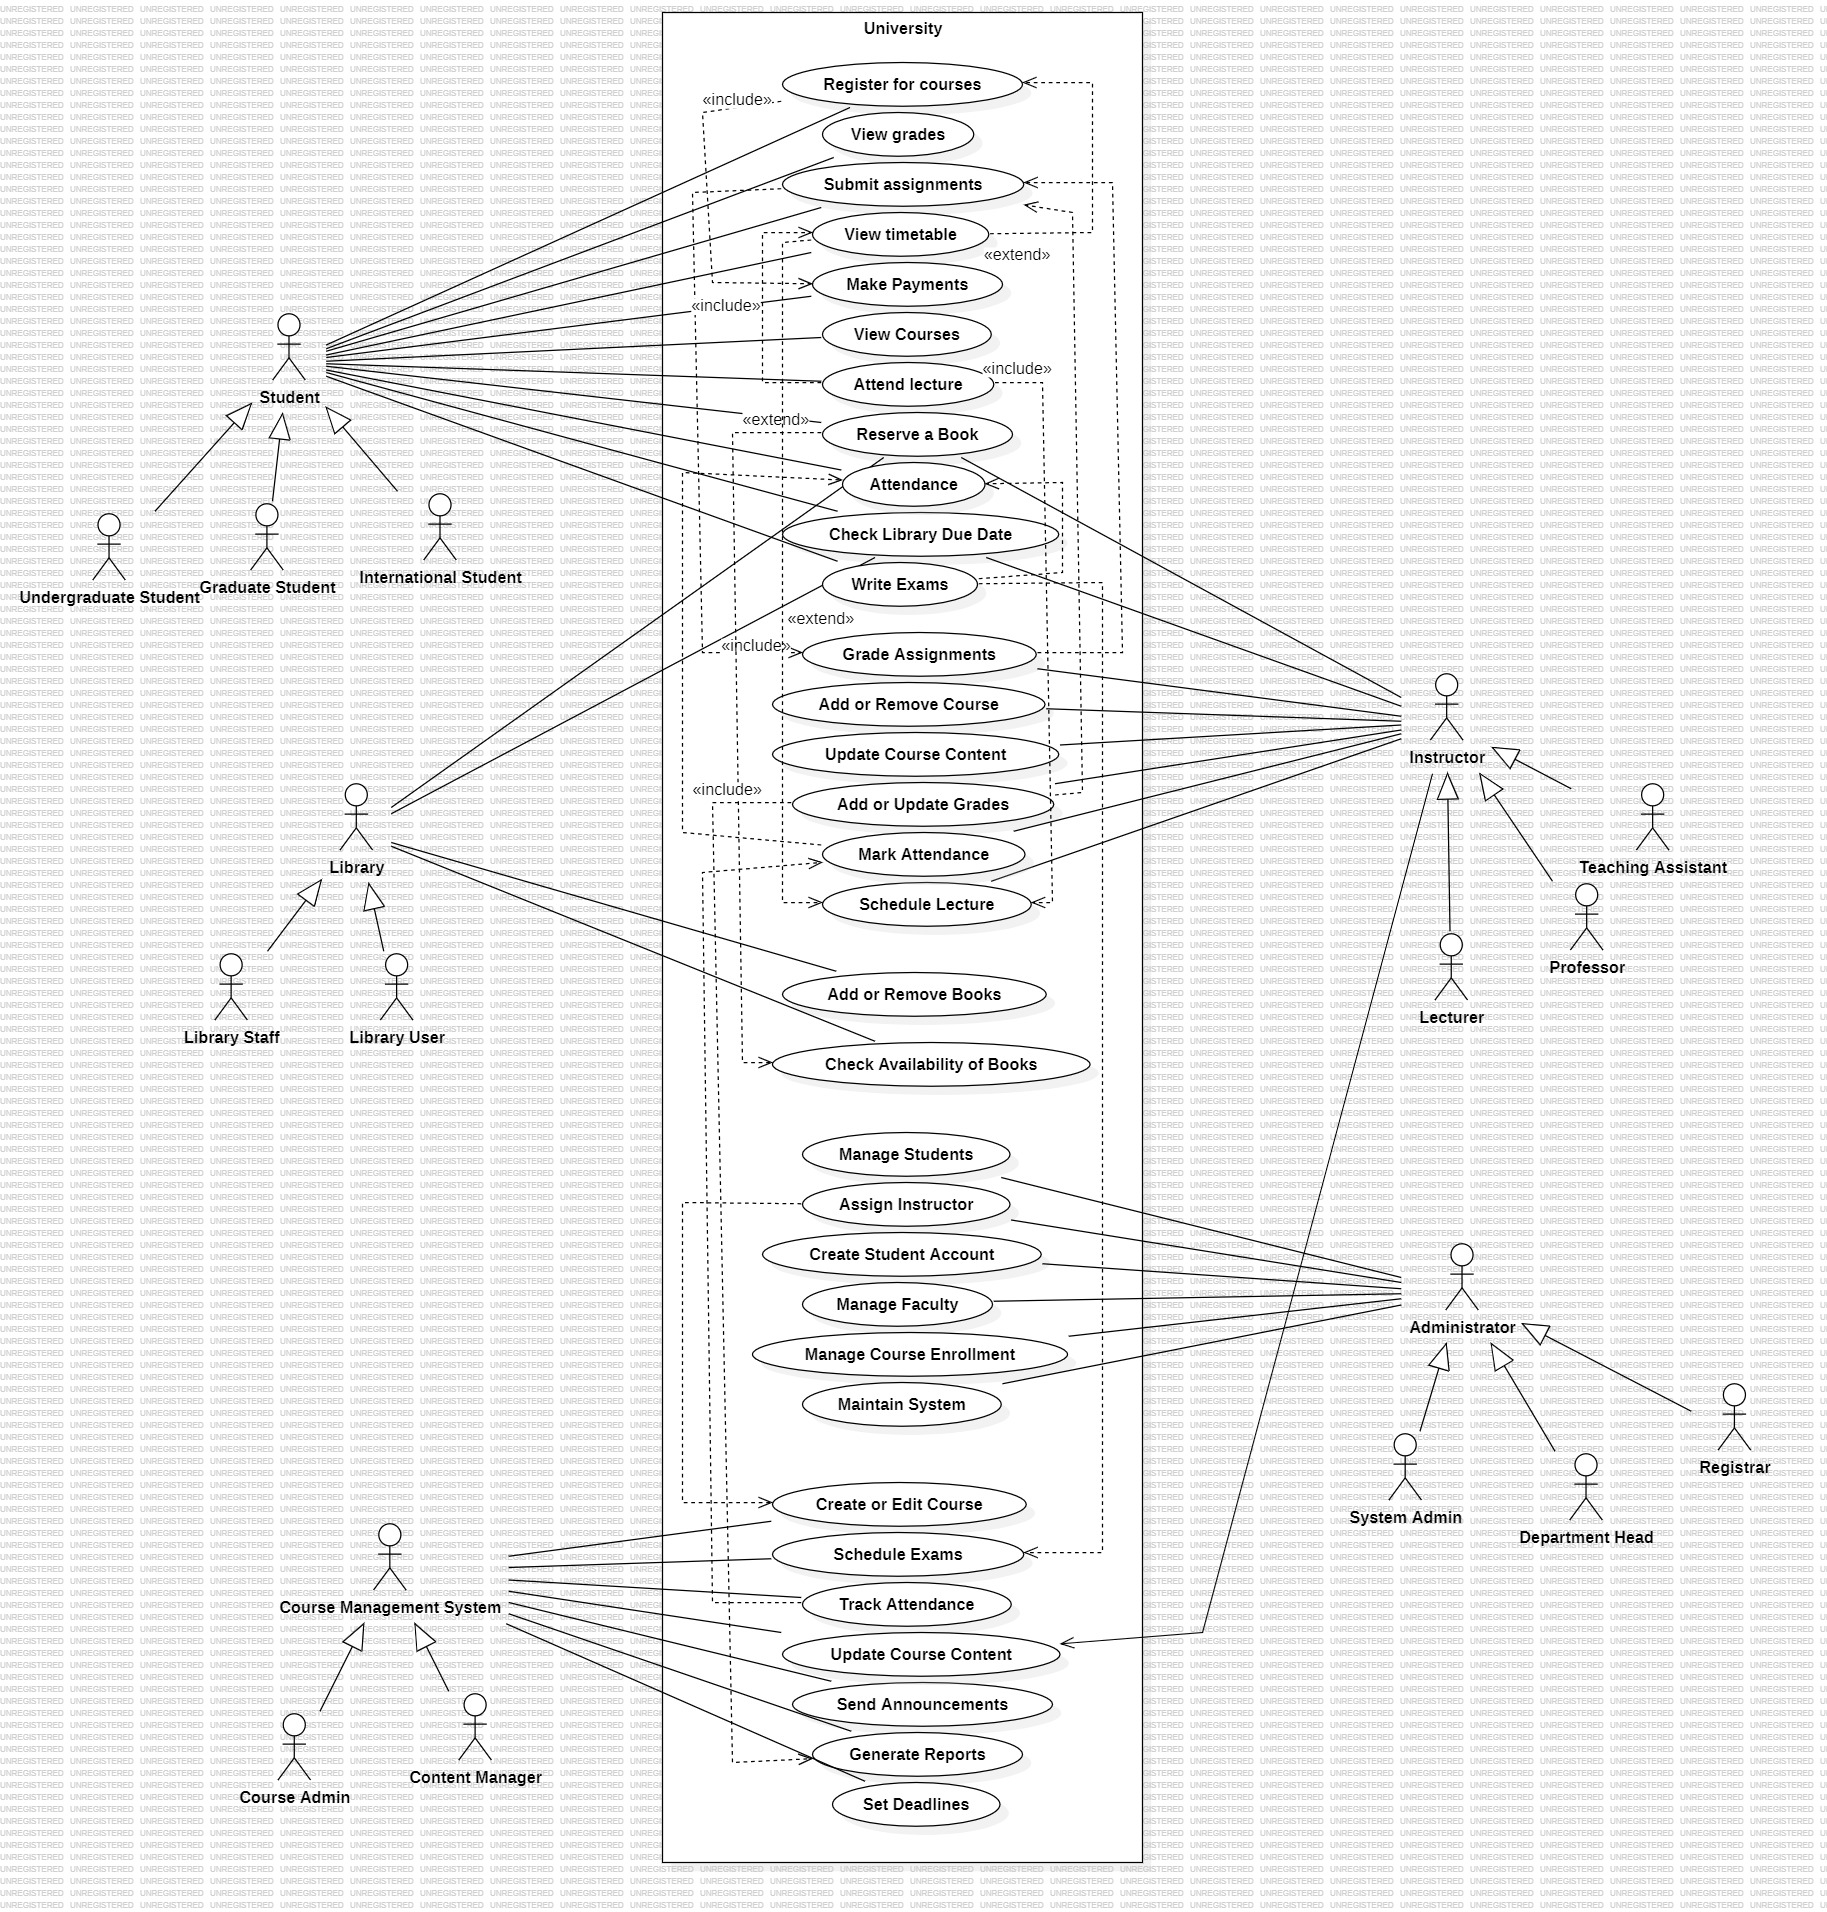 University
Register for courses
«include»
View grades
Submit assignments
View timetable
«extend»
Make Payments
«include»
View Courses
«include»
Attend lecture
Student
«extend»
Reserve a Book
Attendance
Check Library Due Date
Write Exams
International Student
Graduate Student
Undergraduate Student
«extend»
«include»
Grade Assignments
Add or Remove Course
Update Course Content
Instructor
«include»
Add or Update Grades
Mark Attendance
Library
Teaching Assistant
Schedule Lecture
Professor
Add or Remove Books
Lecturer
Library Staff
Library User
Check Availability of Books
Manage Students
Assign Instructor
Create Student Account
Manage Faculty
Administrator
Manage Course Enrollment
Maintain System
Registrar
Create or Edit Course
System Admin
Department Head
Schedule Exams
Track Attendance
Course Management System
Update Course Content
Send Announcements
Generate Reports
Content Manager
Course Admin
Set Deadlines
UNREGISTERED